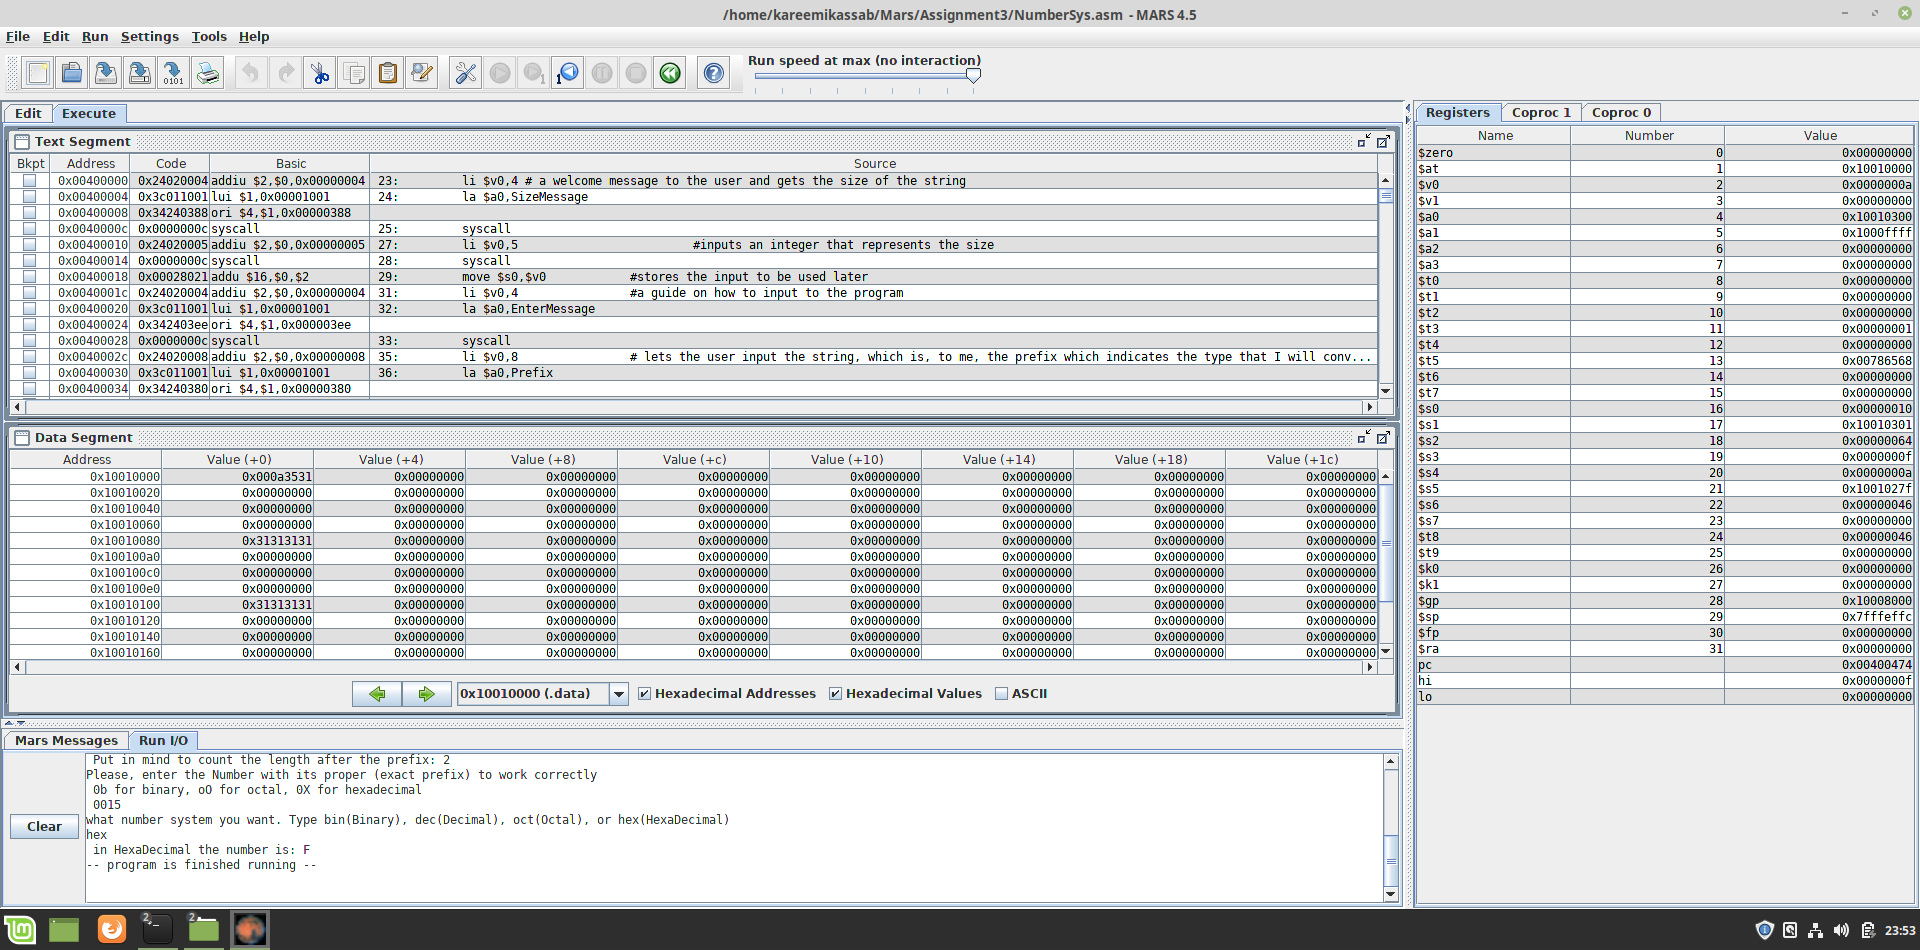 /home/kareemikassab/Mars/Assignment3/NumberSys.asm - MARS 4.5
File Edit Run Settings Tools Help
Run speed at max (no interaction)
Edit Execute
Text Segment
Bkpt Address Code Basic Source
0x00400000 0x24020004 addiu $2,$0,0x00000004 23: li $v0,4 # a welcome message to the user and gets the size of the string
0x00400004 0x3c011001 lui $1,0x00001001 24: la $a0,SizeMessage
0x00400008 0x34240388 ori $4,$1,0x00000388
0x0040000c 0x0000000c syscall 25: syscall
0x00400010 0x24020005 addiu $2,$0,0x00000005 27: li $v0,5 #inputs an integer that represents the size
0x00400014 0x0000000c syscall 28: syscall
0x00400018 0x00028021 addu $16,$0,$2 29: move $s0,$v0 #stores the input to be used later
0x0040001c 0x24020004 addiu $2,$0,0x00000004 31: li $v0,4 #a guide on how to input to the program
0x00400020 0x3c011001 lui $1,0x00001001 32: la $a0,EnterMessage
0x00400024 0x342403ee ori $4,$1,0x000003ee
0x00400028 0x0000000c syscall 33: syscall
0x0040002c 0x24020008 addiu $2,$0,0x00000008 35: li $v0,8 # lets the user input the string, which is, to me, the prefix which indicates the type that I will conv...
0x00400030 0x3c011001 lui $1,0x00001001 36: la $a0,Prefix
0x00400034 0x34240380 ori $4,$1,0x00000380
Data Segment
Address Value (+0) Value (+4) Value (+8) Value (+c) Value (+10) Value (+14) Value (+18) Value (+1c)
0x10010000 0x000a3531 0x00000000 0x00000000 0x00000000 0x00000000 0x00000000 0x00000000 0x00000000
0x10010020 0x00000000 0x00000000 0x00000000 0x00000000 0x00000000 0x00000000 0x00000000 0x00000000
0x10010040 0x00000000 0x00000000 0x00000000 0x00000000 0x00000000 0x00000000 0x00000000 0x00000000
0x10010060 0x00000000 0x00000000 0x00000000 0x00000000 0x00000000 0x00000000 0x00000000 0x00000000
0x10010080 0x31313131 0x00000000 0x00000000 0x00000000 0x00000000 0x00000000 0x00000000 0x00000000
0x100100a0 0x00000000 0x00000000 0x00000000 0x00000000 0x00000000 0x00000000 0x00000000 0x00000000
0x100100c0 0x00000000 0x00000000 0x00000000 0x00000000 0x00000000 0x00000000 0x00000000 0x00000000
0x100100e0 0x00000000 0x00000000 0x00000000 0x00000000 0x00000000 0x00000000 0x00000000 0x00000000
0x10010100 0x31313131 0x00000000 0x00000000 0x00000000 0x00000000 0x00000000 0x00000000 0x00000000
0x10010120 0x00000000 0x00000000 0x00000000 0x00000000 0x00000000 0x00000000 0x00000000 0x00000000
0x10010140 0x00000000 0x00000000 0x00000000 0x00000000 0x00000000 0x00000000 0x00000000 0x00000000
0x10010160 0x00000000 0x00000000 0x00000000 0x00000000 0x00000000 0x00000000 0x00000000 0x00000000
0x10010000 (.data) Hexadecimal Addresses Hexadecimal Values ASCII
Mars Messages Run I/O
Clear
Put in mind to count the length after the prefix: 2
Please, enter the Number with its proper (exact prefix) to work correctly
0b for binary, oO for octal, 0X for hexadecimal
0015
what number system you want. Type bin(Binary), dec(Decimal), oct(Octal), or hex(HexaDecimal)
hex
in HexaDecimal the number is: F
-- program is finished running --
Registers Coproc 1 Coproc 0
Name Number Value
$zero 0 0x00000000
$at 1 0x10010000
$v0 2 0x0000000a
$v1 3 0x00000000
$a0 4 0x10010300
$a1 5 0x1000ffff
$a2 6 0x00000000
$a3 7 0x00000000
$t0 8 0x00000000
$t1 9 0x00000000
$t2 10 0x00000000
$t3 11 0x00000001
$t4 12 0x00000000
$t5 13 0x00786568
$t6 14 0x00000000
$t7 15 0x00000000
$s0 16 0x00000010
$s1 17 0x10010301
$s2 18 0x00000064
$s3 19 0x0000000f
$s4 20 0x0000000a
$s5 21 0x1001027f
$s6 22 0x00000046
$s7 23 0x00000000
$t8 24 0x00000046
$t9 25 0x00000000
$k0 26 0x00000000
$k1 27 0x00000000
$gp 28 0x10008000
$sp 29 0x7fffeffc
$fp 30 0x00000000
$ra 31 0x00000000
pc 0x00400474
hi 0x0000000f
lo 0x00000000
2 2
23:53